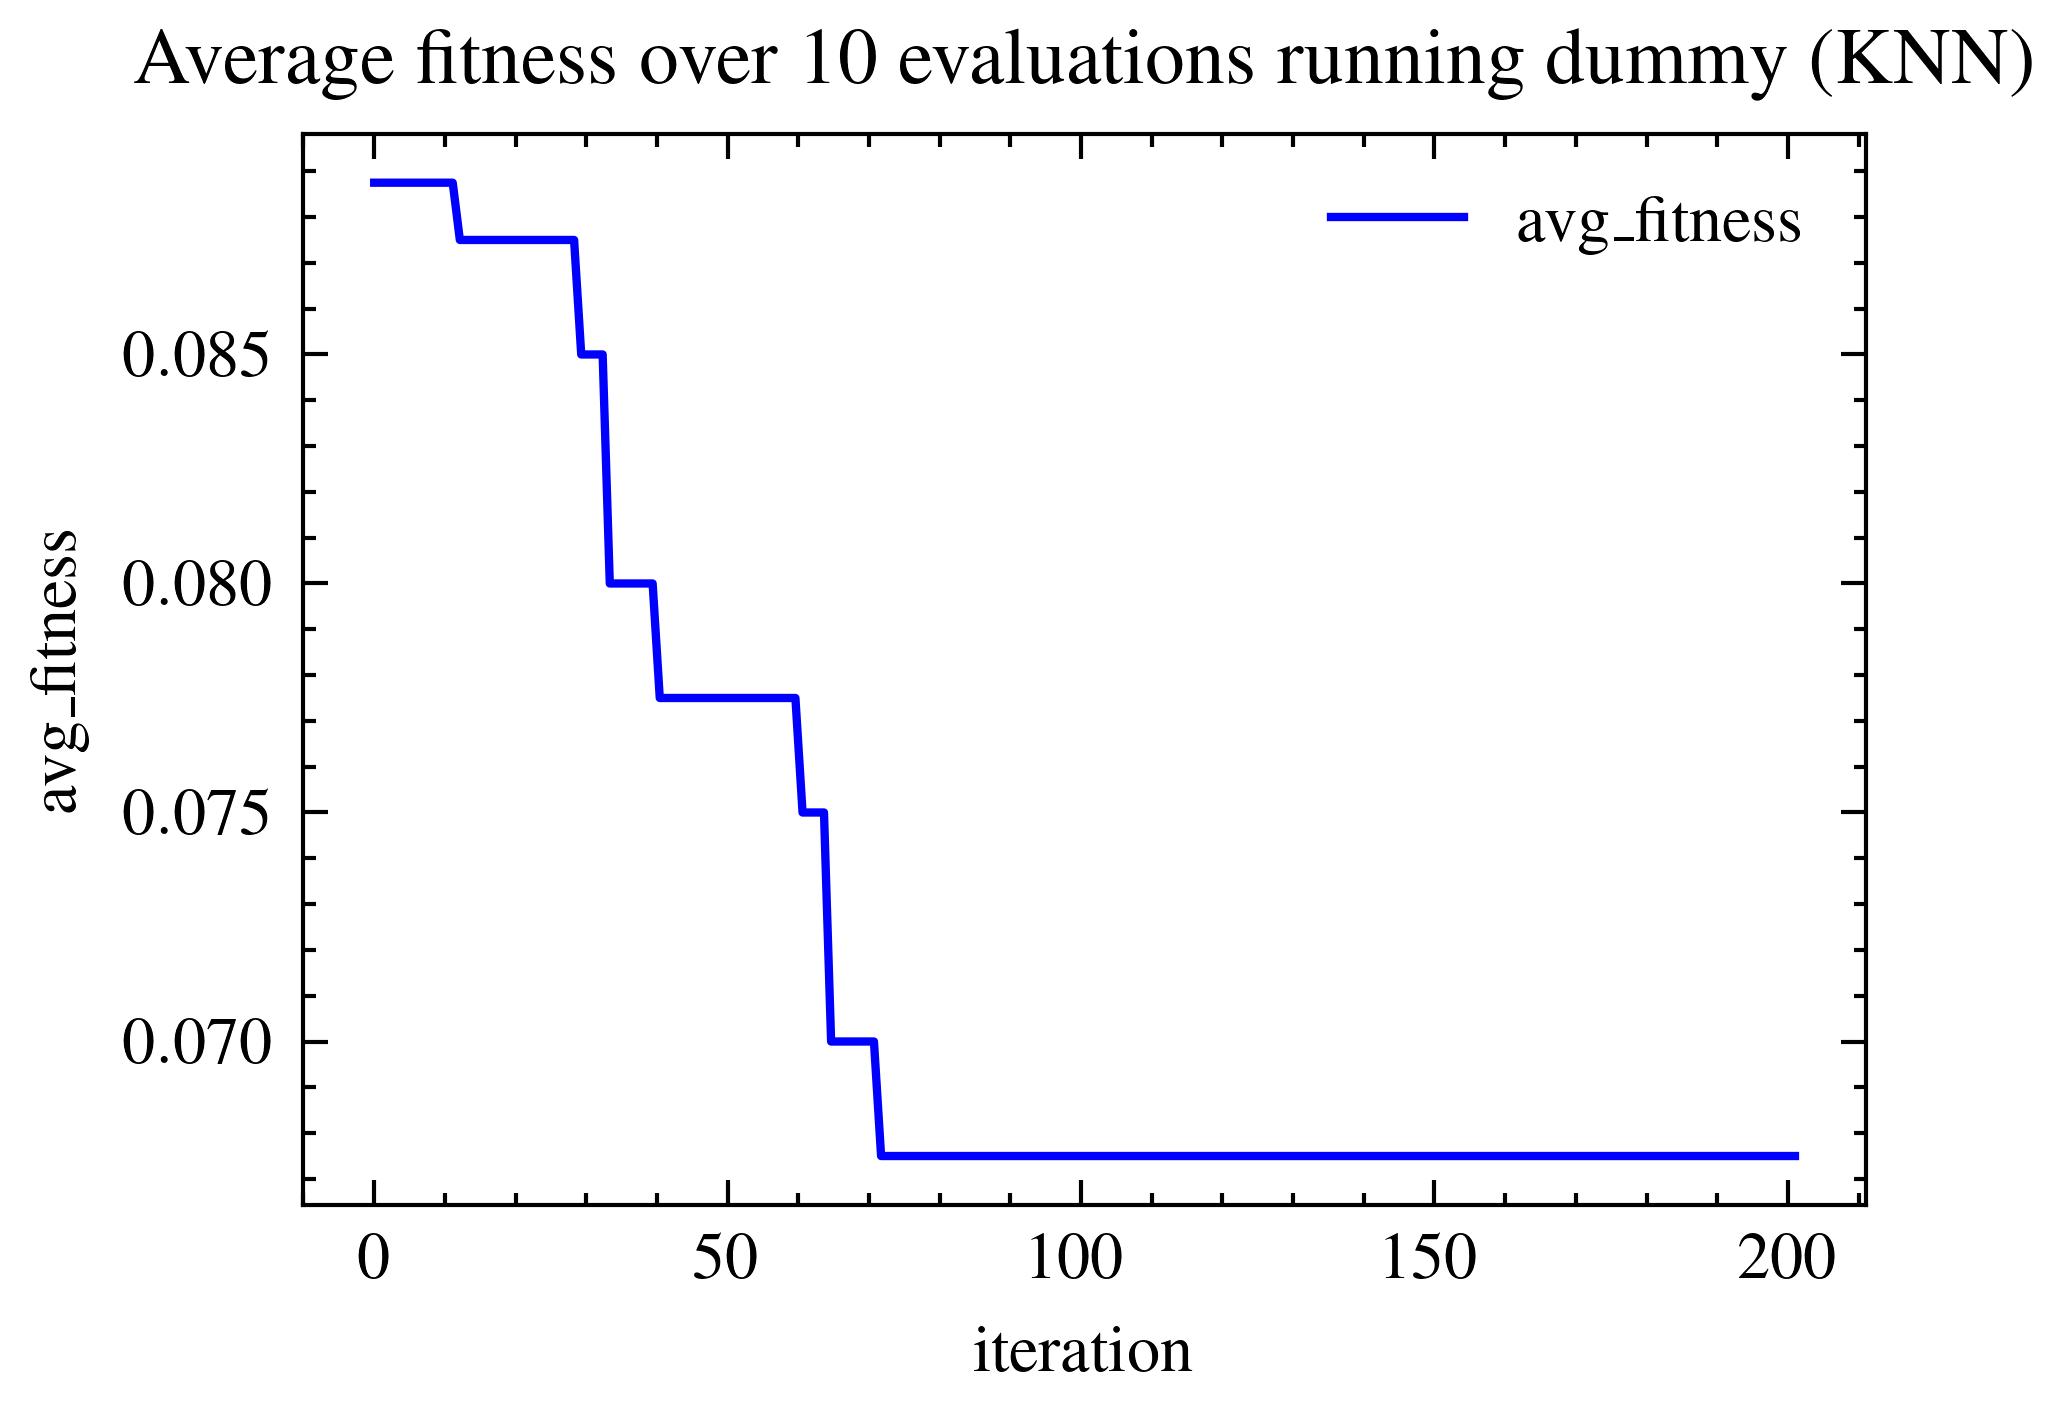 Average fitness over 10 evaluations running dummy (KNN)
avg_fitness
avg_fitness
0.085
0.080
0.075
0.070
0 50 100 150 200
iteration